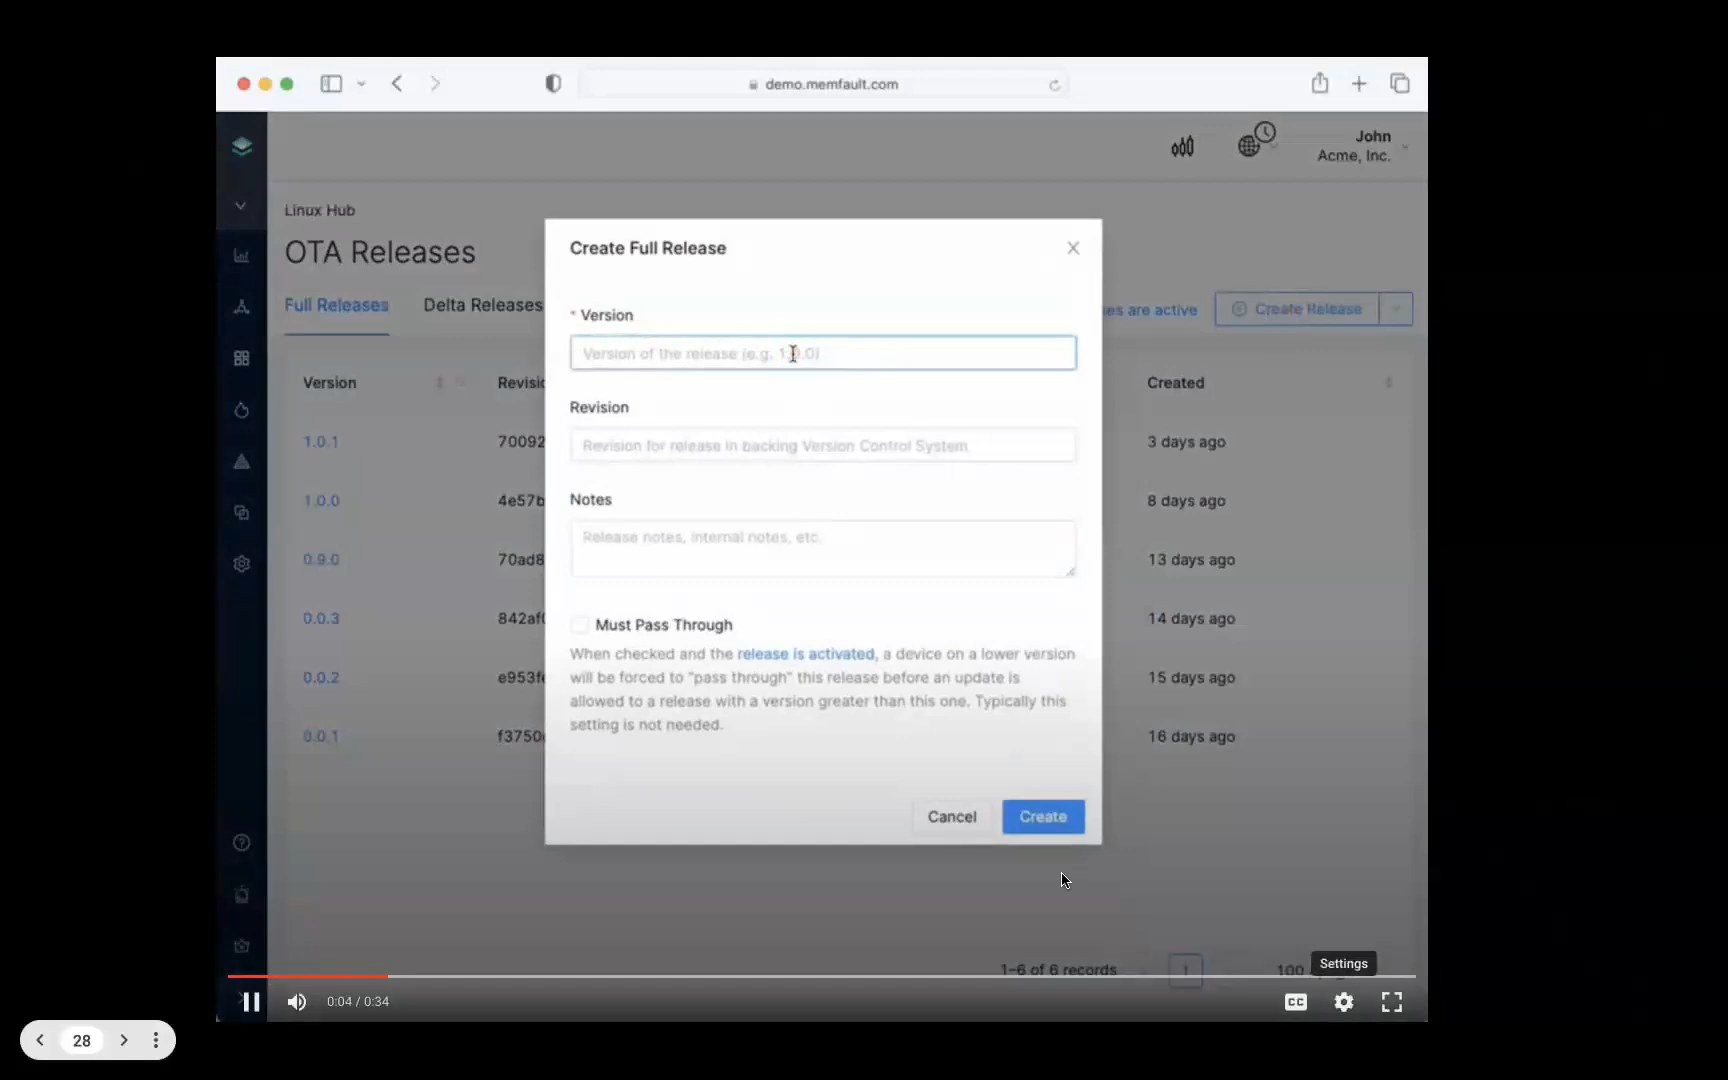 demo.memfault.com
John
Acme, Inc.
Linux Hub
OTA Releases
Full Releases
Delta Releases
es are active
Create Release
Create Full Release
* Version
Version of the release (e.g. 1.0.0)
Revision
Revision for release in backing Version Control System
Notes
Release notes, internal notes, etc.
Must Pass Through
When checked and the release is activated, a device on a lower version
will be forced to "pass through" this release before an update is
allowed to a release with a version greater than this one. Typically this
setting is not needed.
Cancel
Create
Version Revisio Created
1.0.1 70092 3 days ago
1.0.0 4e57b 8 days ago
0.9.0 70ad8 13 days ago
0.0.3 842af 14 days ago
0.0.2 e953f 15 days ago
0.0.1 f3750 16 days ago
1-6 of 6 records 1 100
Settings
0:04 / 0:34
CC
28